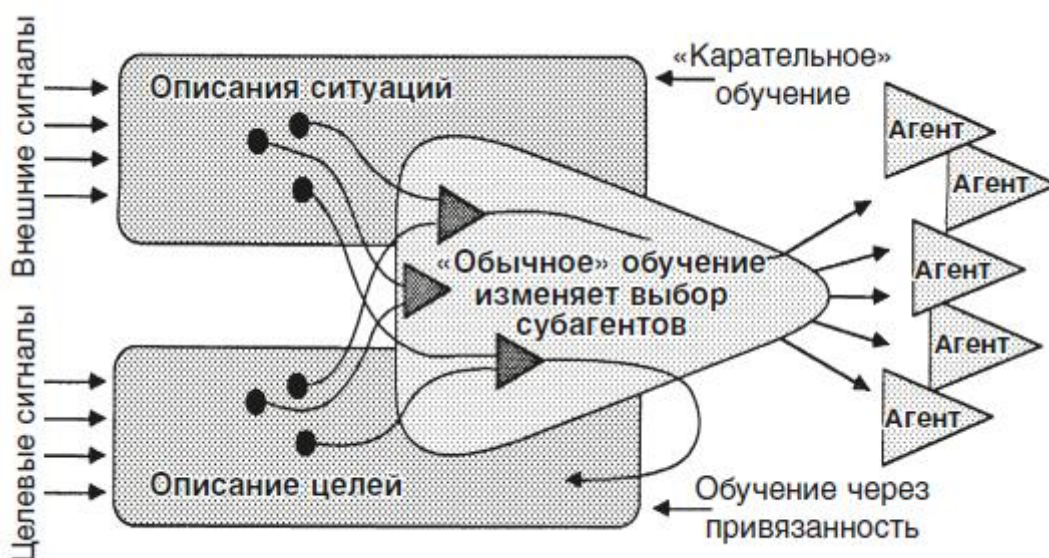 Внешние сигналы
Описания ситуаций
«Карательное»
обучение
Агент
Агент
«Обычное» обучение
изменяет выбор
субагентов
Агент
Агент
Агент
Целевые сигналы
Описание целей
Обучение через
привязанность